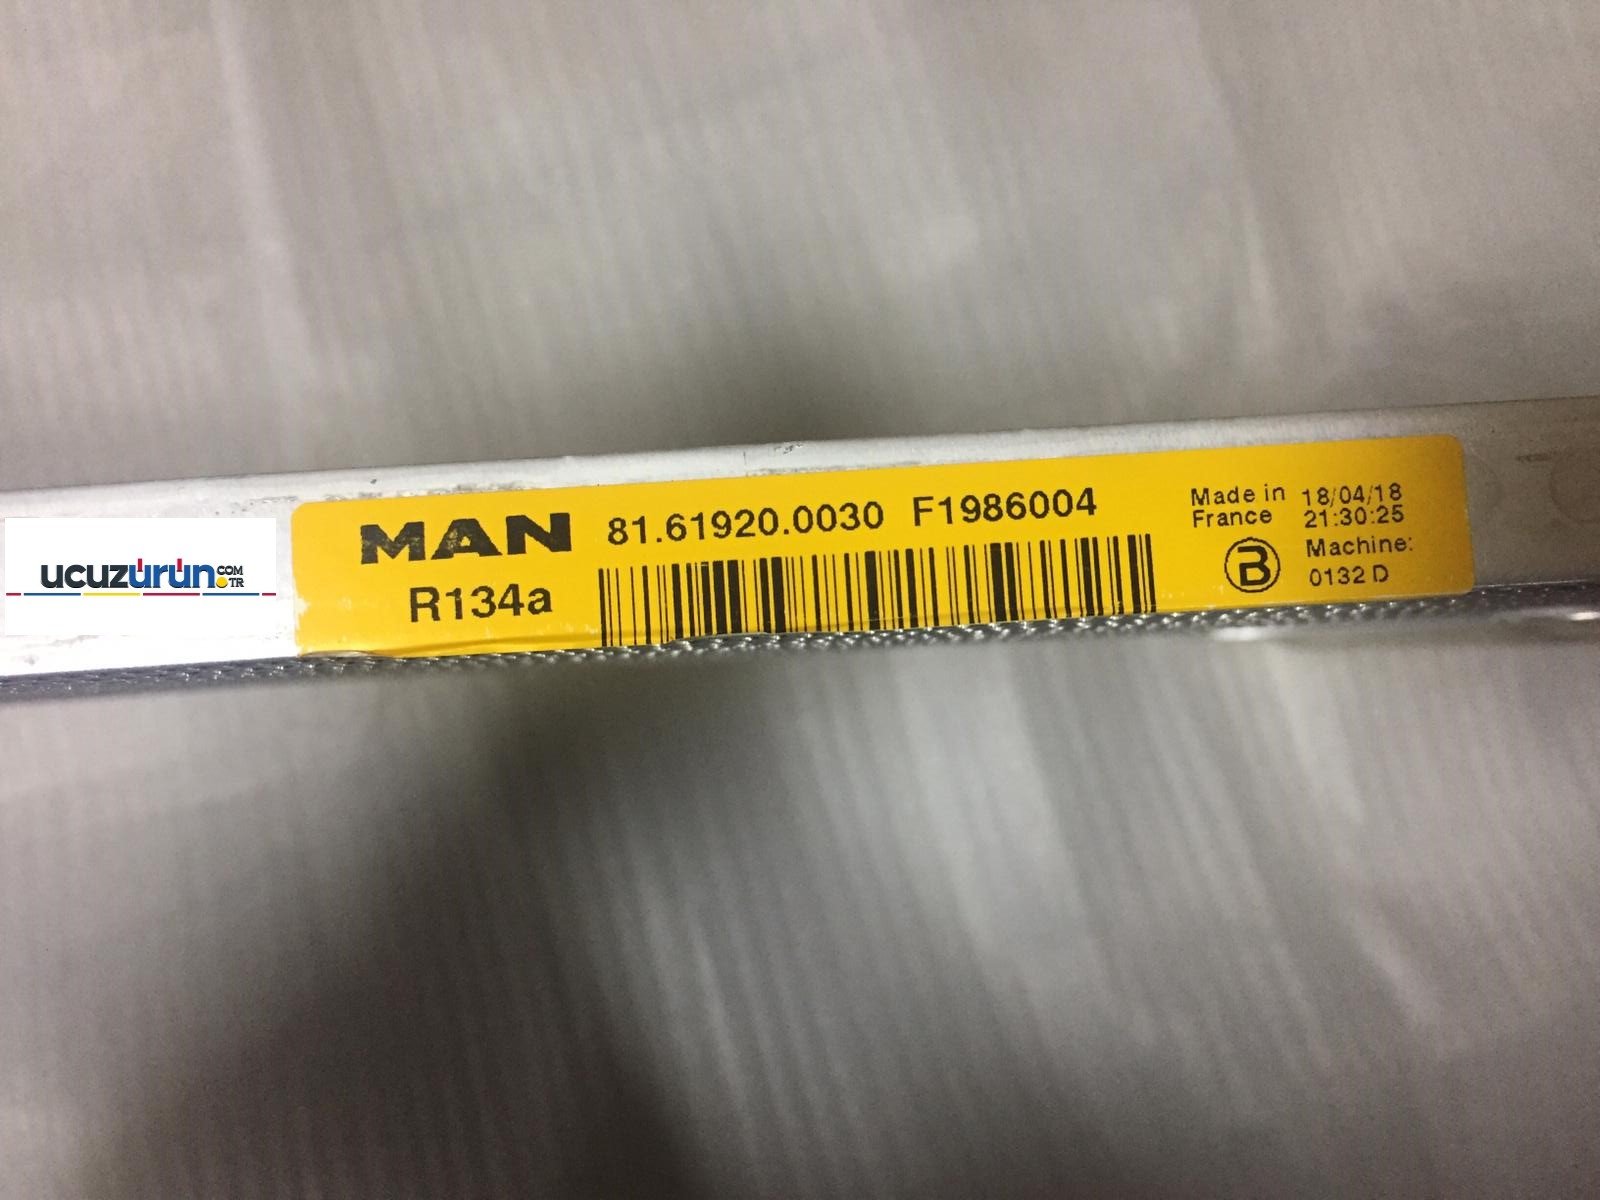 ucuzürün.COM.TR
MAN 81.61920.0030 F1986004
R134a
Made in France
18/04/18
21:30:25
B
Machine:
0132 D